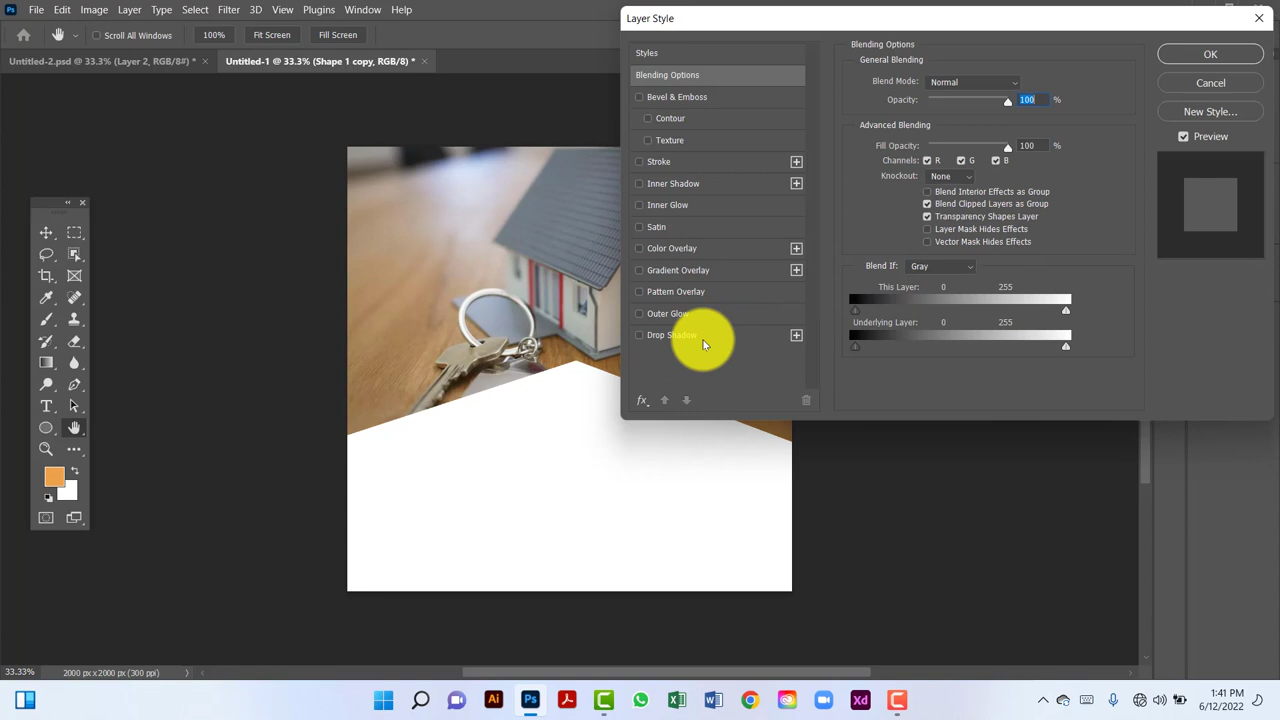 Ps File Edit Image Layer Type Select Filter 3D View Plugins Window Help
Layer Style
Scroll All Windows 100% Fit Screen Fill Screen
Untitled-2.psd @ 33.3% (Layer 2, RGB/8#) * × Untitled-1 @ 33.3% (Shape 1 copy, RGB/8#) * ×
Styles
Blending Options
Bevel & Emboss
Contour
Texture
Stroke
Inner Shadow
Inner Glow
Satin
Color Overlay
Gradient Overlay
Pattern Overlay
Outer Glow
Drop Shadow
fx
Blending Options
General Blending
Blend Mode: Normal
Opacity: 100 %
Advanced Blending
Fill Opacity: 100 %
Channels: R G B
Knockout: None
Blend Interior Effects as Group
Blend Clipped Layers as Group
Transparency Shapes Layer
Layer Mask Hides Effects
Vector Mask Hides Effects
Blend If: Gray
This Layer: 0 255
Underlying Layer: 0 255
OK
Cancel
New Style...
Preview
33.33% 2000 px x 2000 px (300 ppi)
Ai Ps Xd
1:41 PM
6/12/2022